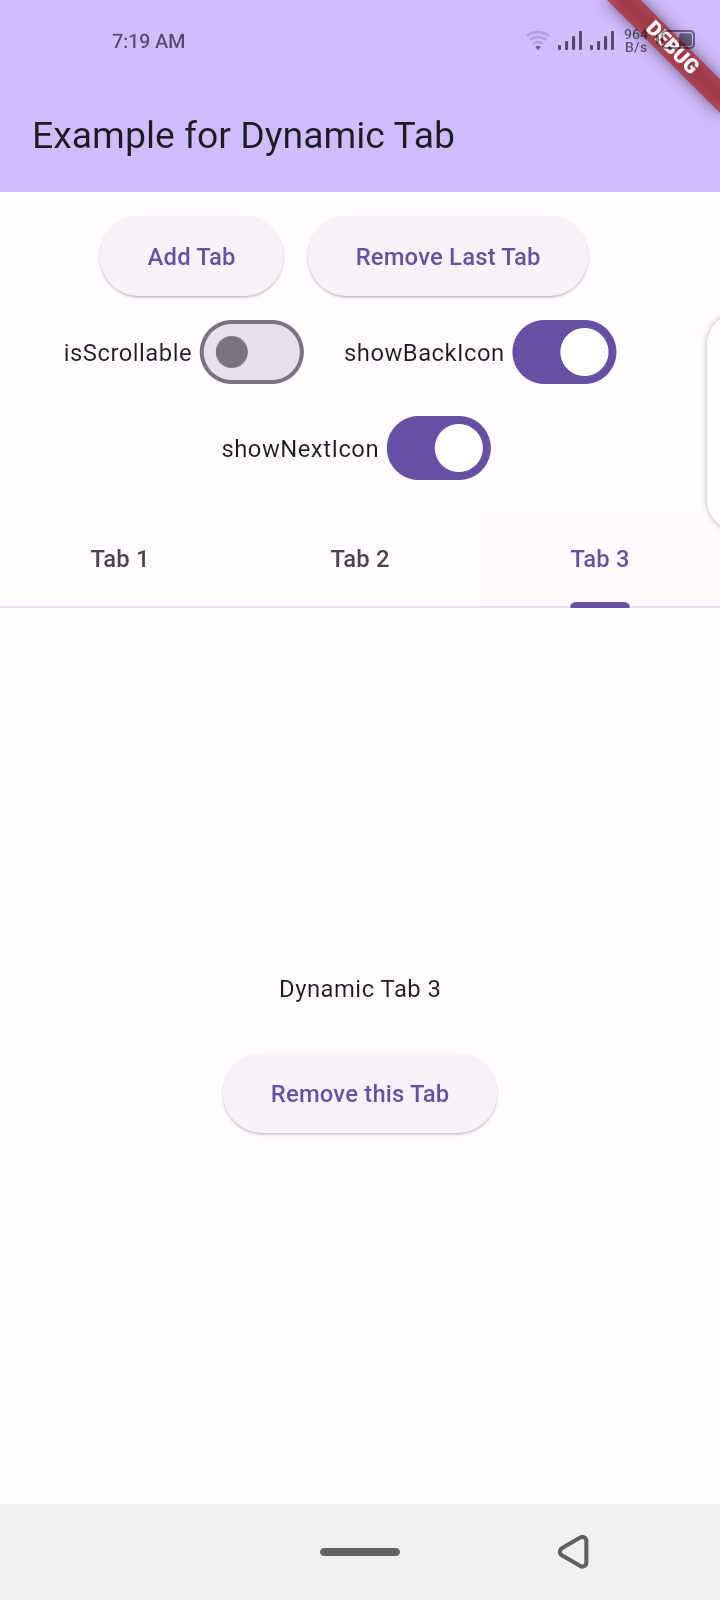 7:19 AM
964
B/s
DEBUG
Example for Dynamic Tab
Add Tab
Remove Last Tab
isScrollable
showBackIcon
showNextIcon
Tab 1
Tab 2
Tab 3
Dynamic Tab 3
Remove this Tab